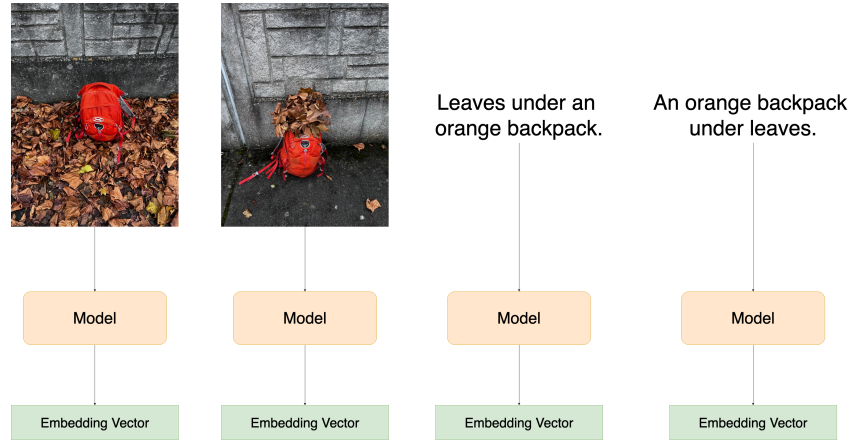 Leaves under an
orange backpack.
An orange backpack
under leaves.
Model
Model
Model
Model
Embedding Vector
Embedding Vector
Embedding Vector
Embedding Vector